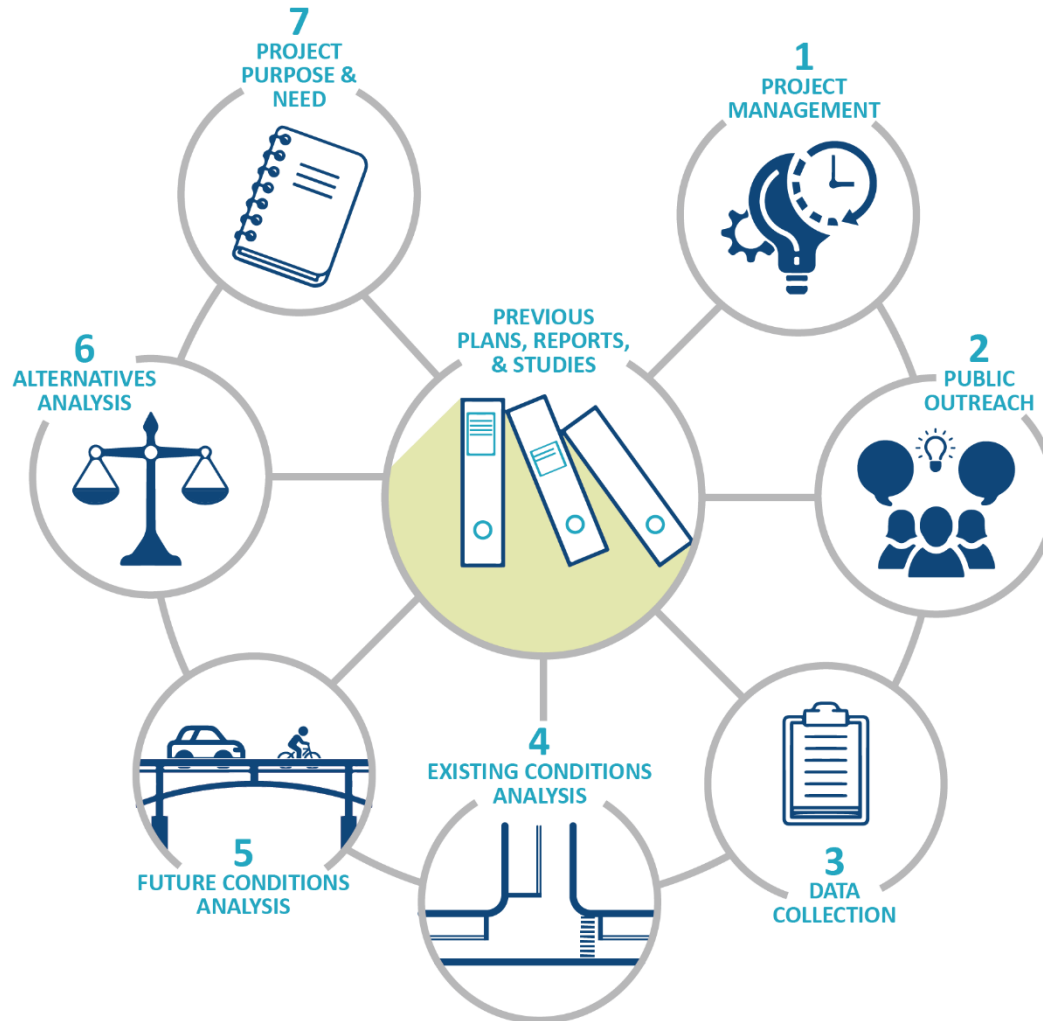 7
PROJECT
PURPOSE &
NEED
1
PROJECT
MANAGEMENT
PREVIOUS
PLANS, REPORTS,
& STUDIES
6
ALTERNATIVES
ANALYSIS
2
PUBLIC
OUTREACH
4
EXISTING CONDITIONS
ANALYSIS
5
FUTURE CONDITIONS
ANALYSIS
3
DATA
COLLECTION